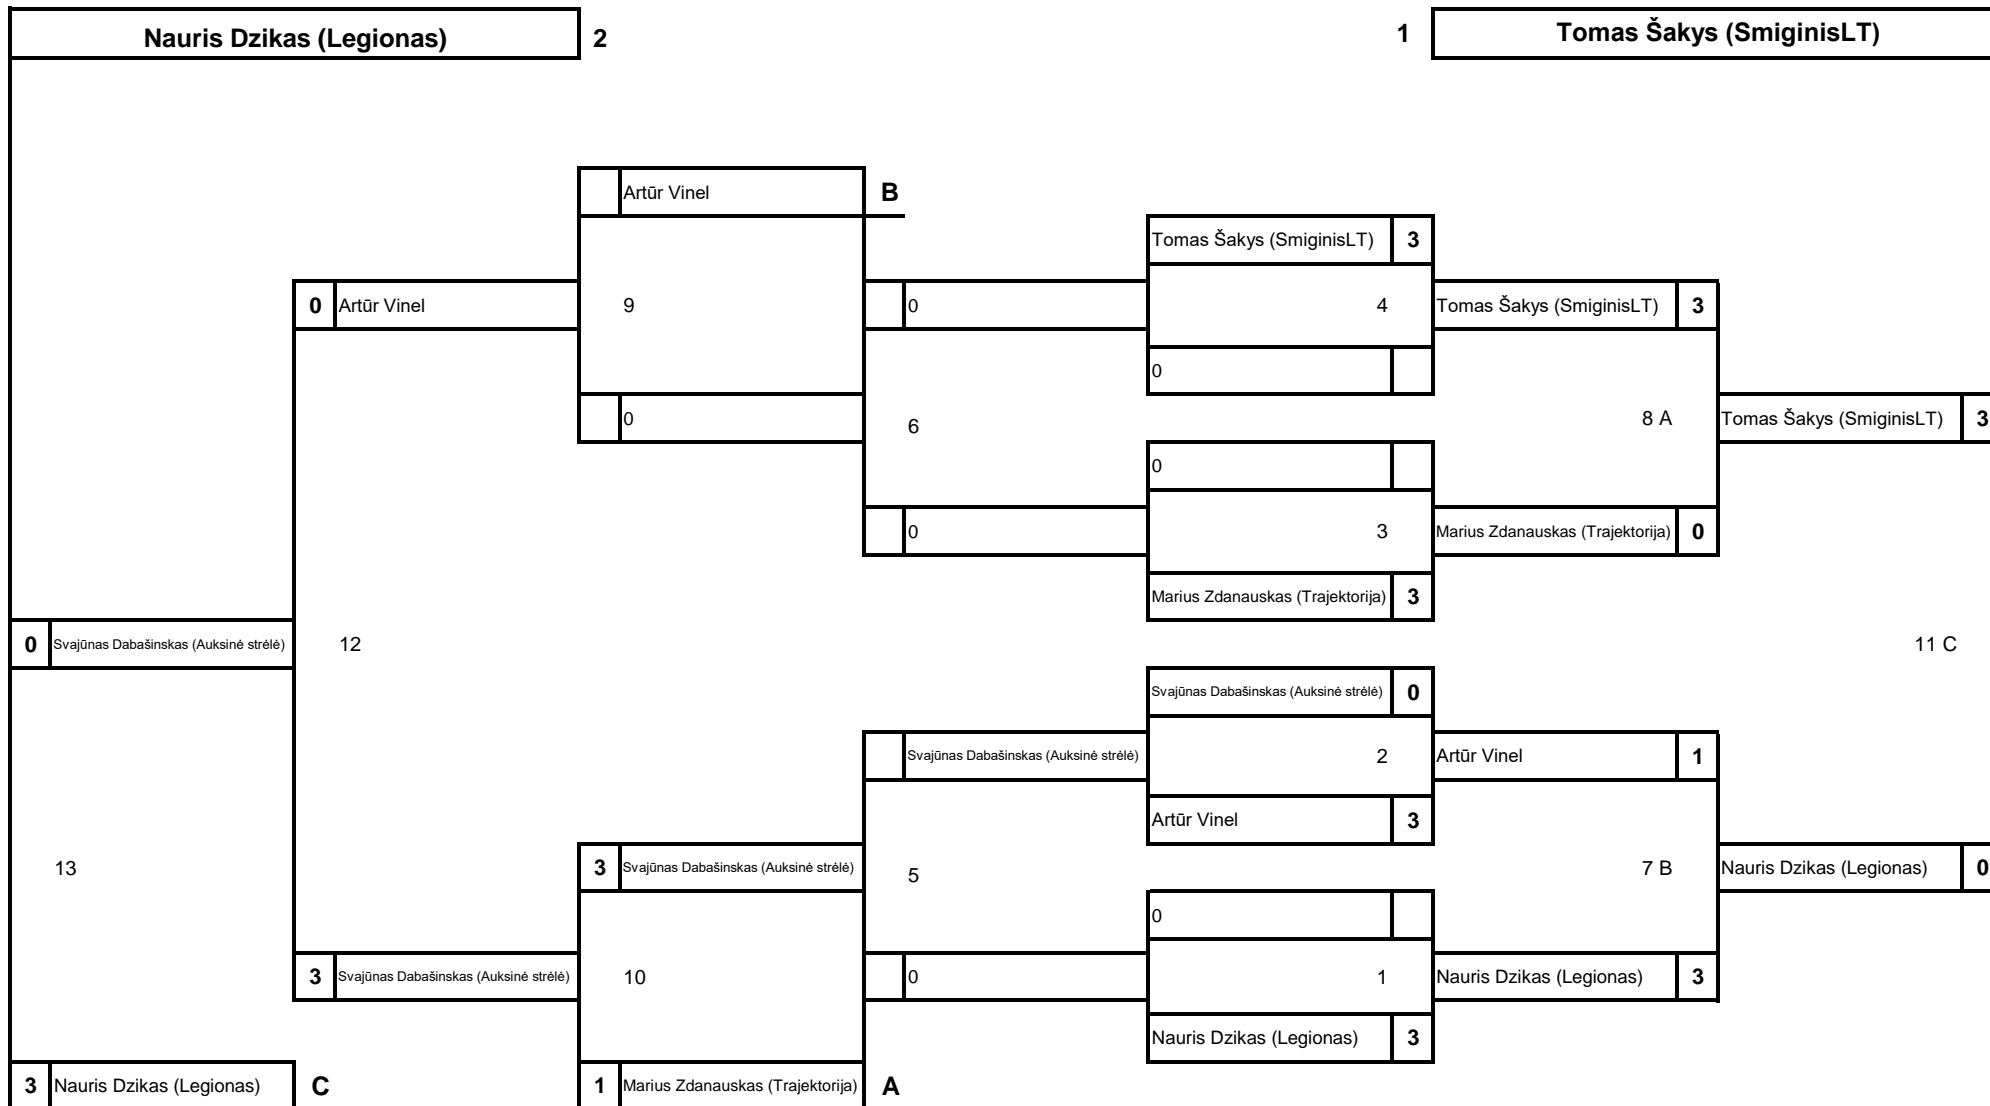 Nauris Dzikas (Legionas) 2 1 Tomas Šakys (SmiginisLT)
Artūr Vinel B
Tomas Šakys (SmiginisLT) 3
0 Artūr Vinel 9 0 4 Tomas Šakys (SmiginisLT) 3
0
0 6 8 A Tomas Šakys (SmiginisLT) 3
0
0 3 Marius Zdanauskas (Trajektorija) 0
Marius Zdanauskas (Trajektorija) 3
0 Svajūnas Dabašinskas (Auksinė strėlė) 12 11 C
Svajūnas Dabašinskas (Auksinė strėlė) 0
Svajūnas Dabašinskas (Auksinė strėlė) 2 Artūr Vinel 1
Artūr Vinel 3
13 3 Svajūnas Dabašinskas (Auksinė strėlė) 5 7 B Nauris Dzikas (Legionas) 0
0
3 Svajūnas Dabašinskas (Auksinė strėlė) 10 0 1 Nauris Dzikas (Legionas) 3
Nauris Dzikas (Legionas) 3
3 Nauris Dzikas (Legionas) C 1 Marius Zdanauskas (Trajektorija) A